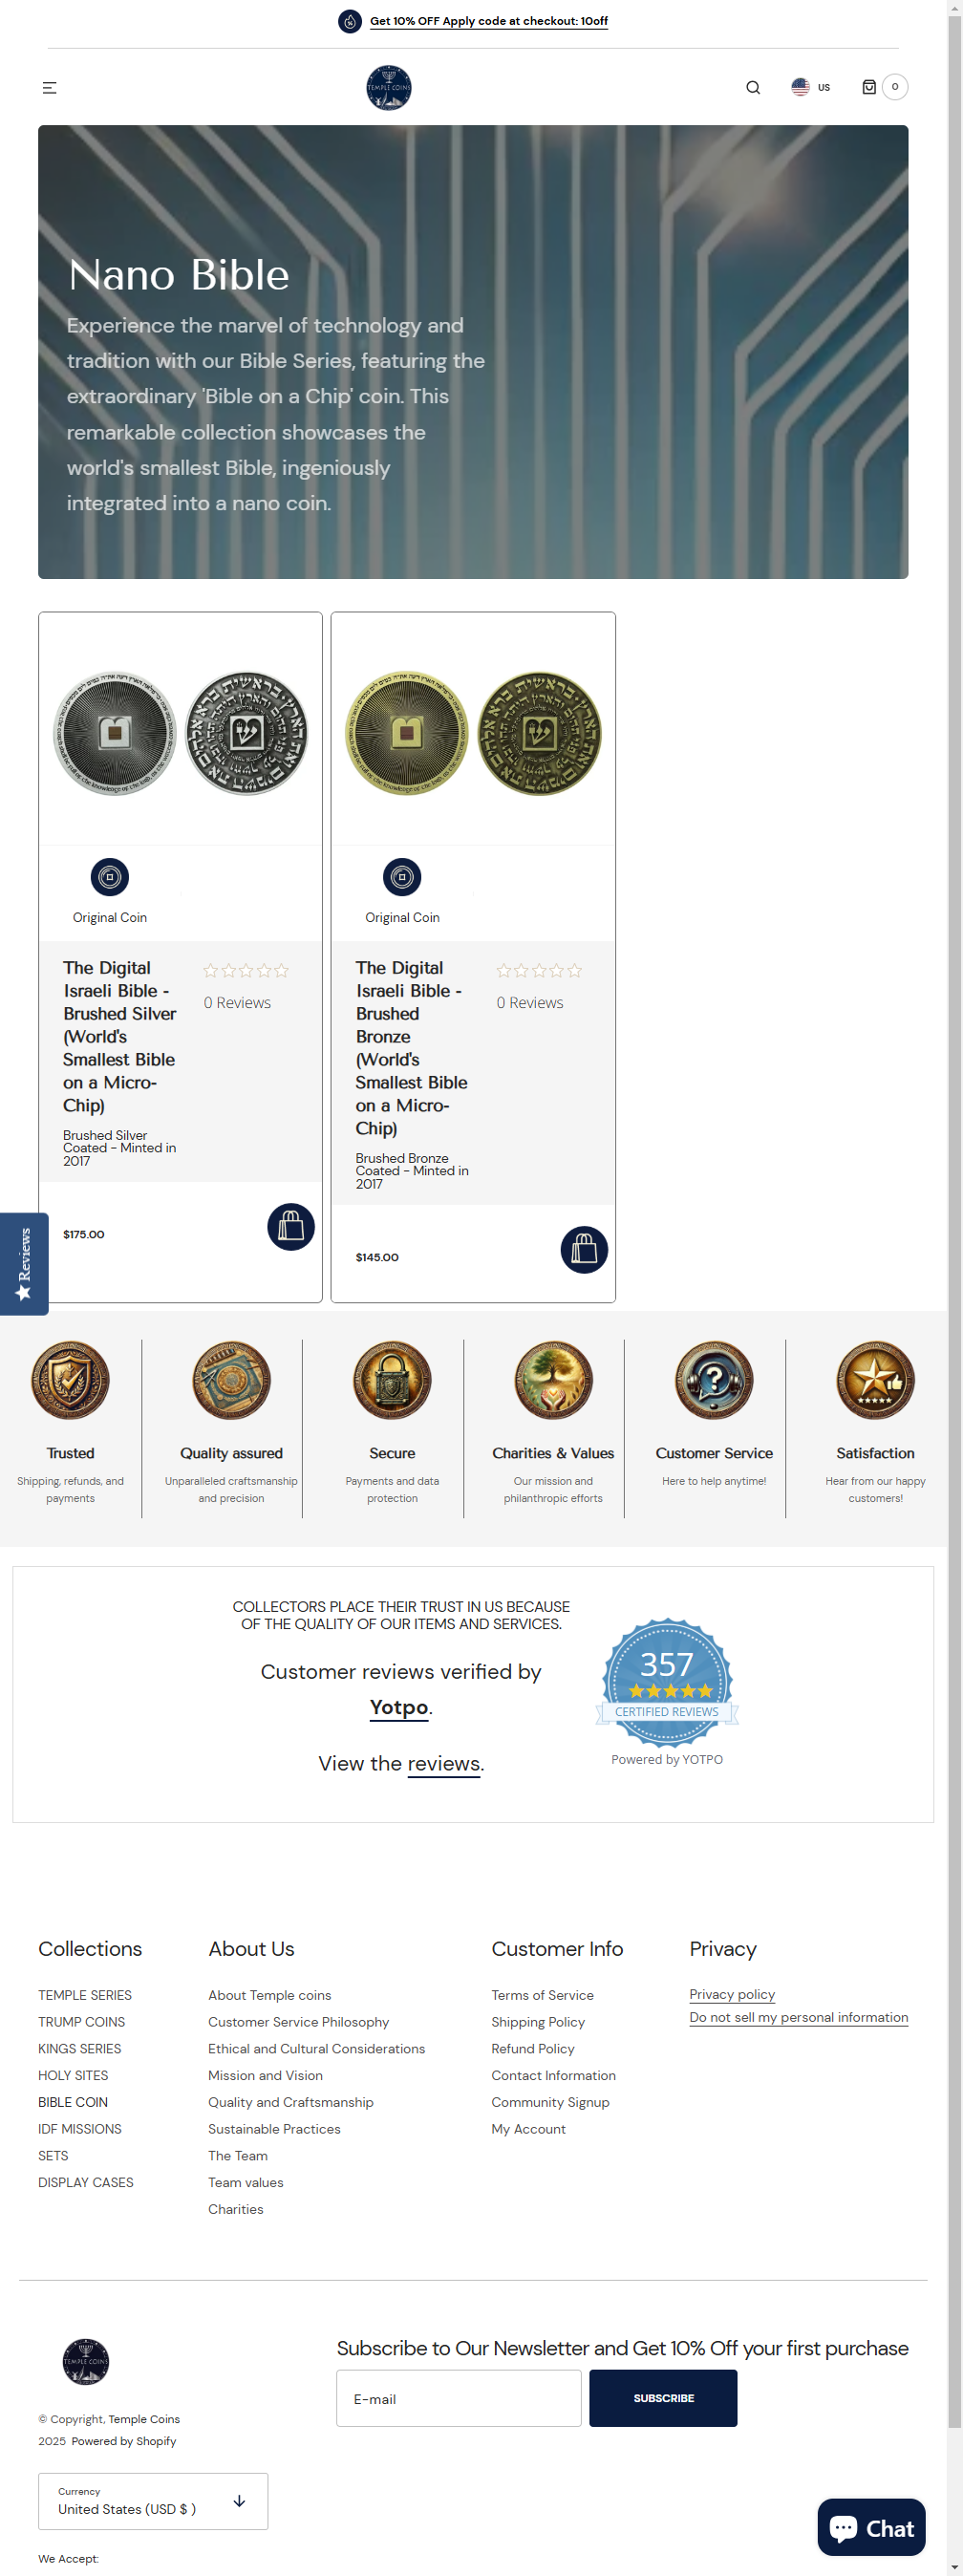 Get 10% OFF Apply code at checkout: 10off
TEMPLE COINS
US
0
Nano Bible
Experience the marvel of technology and
tradition with our Bible Series, featuring the
extraordinary 'Bible on a Chip' coin. This
remarkable collection showcases the
world's smallest Bible, ingeniously
integrated into a nano coin.
Original Coin
Original Coin
The Digital
Israeli Bible -
Brushed Silver
(World's
Smallest Bible
on a Micro-
Chip)
0 Reviews
Brushed Silver
Coated - Minted in
2017
$175.00
The Digital
Israeli Bible -
Brushed
Bronze
(World's
Smallest Bible
on a Micro-
Chip)
0 Reviews
Brushed Bronze
Coated - Minted in
2017
$145.00
Reviews
Trusted
Shipping, refunds, and
payments
Quality assured
Unparalleled craftsmanship
and precision
Secure
Payments and data
protection
Charities & Values
Our mission and
philanthropic efforts
Customer Service
Here to help anytime!
Satisfaction
Hear from our happy
customers!
COLLECTORS PLACE THEIR TRUST IN US BECAUSE
OF THE QUALITY OF OUR ITEMS AND SERVICES.
Customer reviews verified by
Yotpo.
View the reviews.
357
CERTIFIED REVIEWS
Powered by YOTPO
Collections
TEMPLE SERIES
TRUMP COINS
KINGS SERIES
HOLY SITES
BIBLE COIN
IDF MISSIONS
SETS
DISPLAY CASES
About Us
About Temple coins
Customer Service Philosophy
Ethical and Cultural Considerations
Mission and Vision
Quality and Craftsmanship
Sustainable Practices
The Team
Team values
Charities
Customer Info
Terms of Service
Shipping Policy
Refund Policy
Contact Information
Community Signup
My Account
Privacy
Privacy policy
Do not sell my personal information
TEMPLE COINS
© Copyright, Temple Coins
2025 Powered by Shopify
Subscribe to Our Newsletter and Get 10% Off your first purchase
E-mail
SUBSCRIBE
Currency
United States (USD $ )
We Accept:
Chat